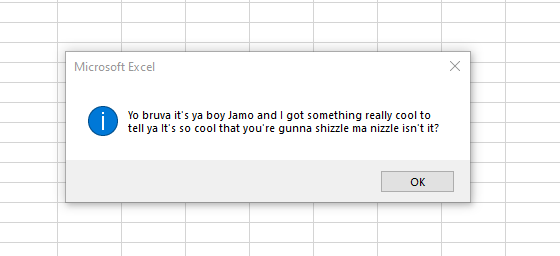 Microsoft Excel
Yo bruva it's ya boy Jamo and I got something really cool to
tell ya It's so cool that you're gunna shizzle ma nizzle isn't it?
OK